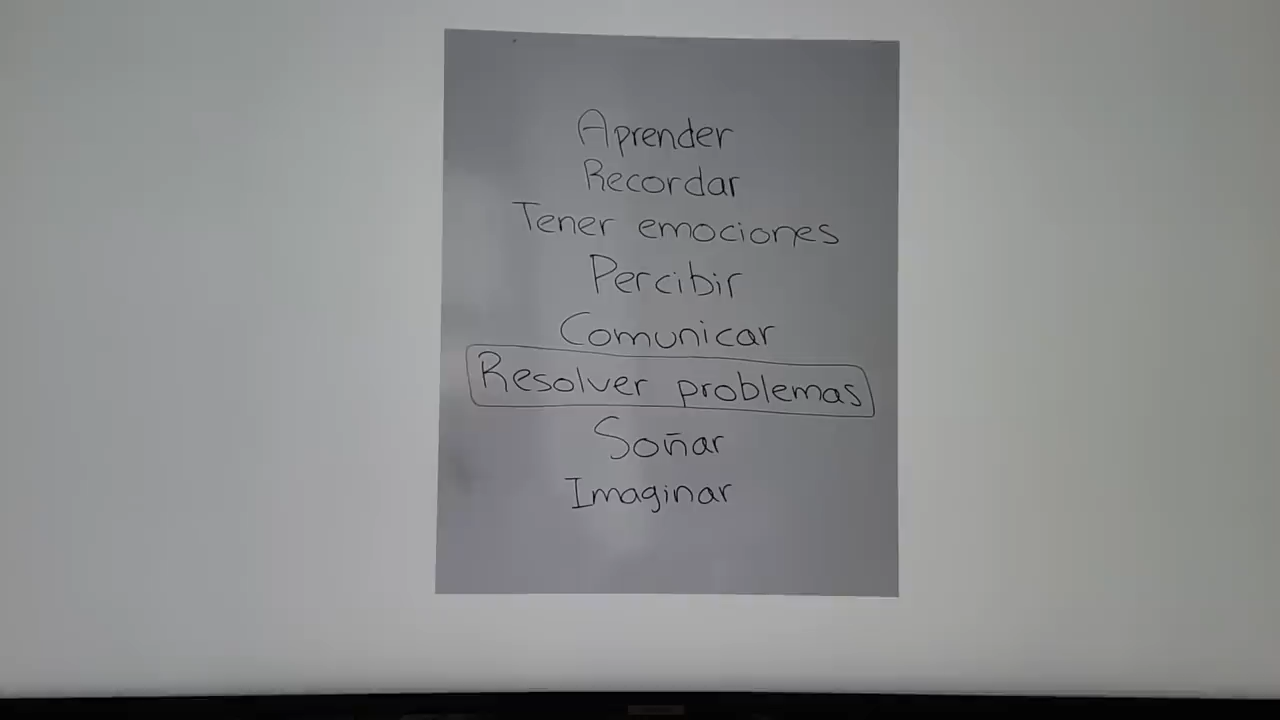 Aprender
Recordar
Tener emociones
Percibir
Comunicar
Resolver problemas
Soñar
Imaginar